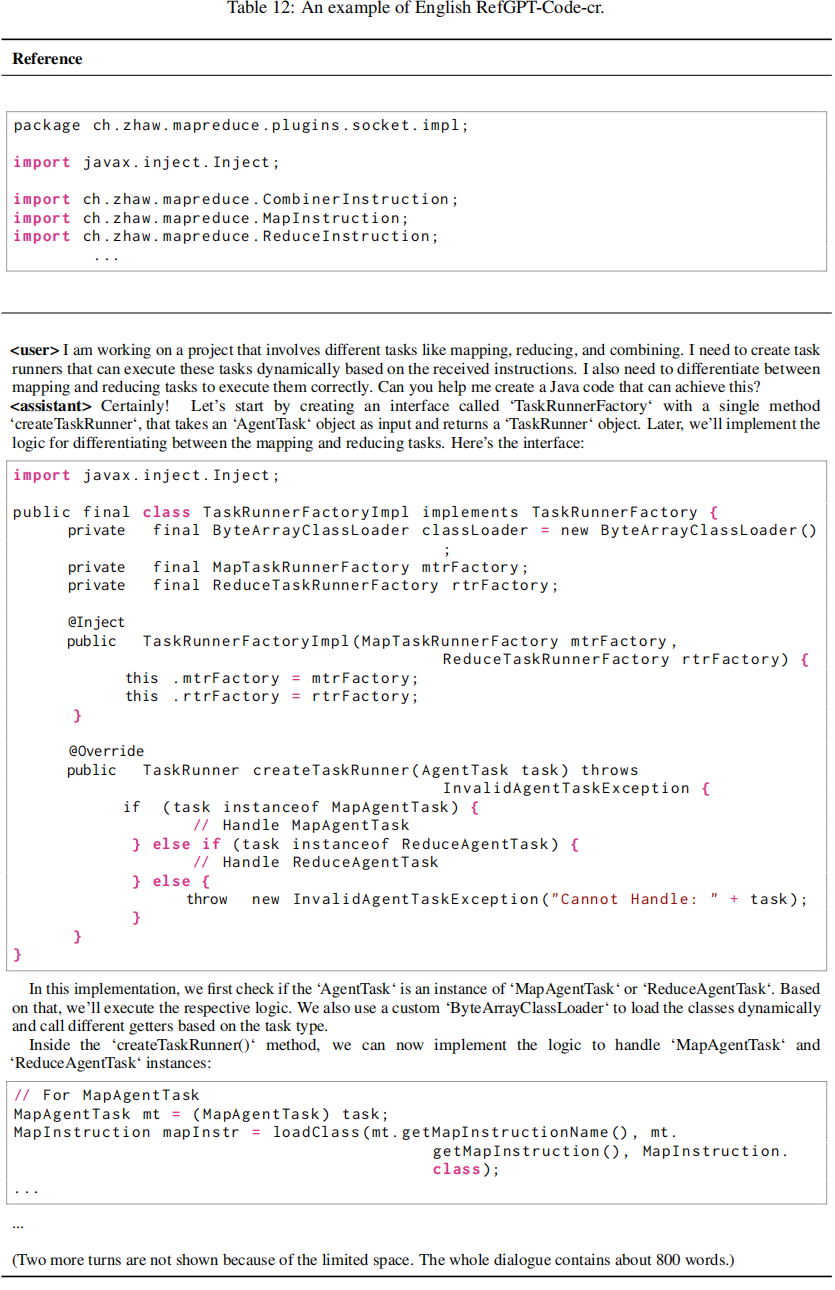 Table 12: An example of English RefGPT-Code-cr.
Reference
package ch.zhaw.mapreduce.plugins.socket.impl;
import javax.inject.Inject;
import ch.zhaw.mapreduce.CombinerInstruction;
import ch.zhaw.mapreduce.MapInstruction;
import ch.zhaw.mapreduce.ReduceInstruction;
...
<user> I am working on a project that involves different tasks like mapping, reducing, and combining. I need to create task
runners that can execute these tasks dynamically based on the received instructions. I also need to differentiate between
mapping and reducing tasks to execute them correctly. Can you help me create a Java code that can achieve this?
<assistant> Certainly! Let's start by creating an interface called ‘TaskRunnerFactory‘ with a single method
‘createTaskRunner‘, that takes an ‘AgentTask‘ object as input and returns a ‘TaskRunner‘ object. Later, we'll implement the
logic for differentiating between the mapping and reducing tasks. Here's the interface:
import javax.inject.Inject;
public final class TaskRunnerFactoryImpl implements TaskRunnerFactory {
private final ByteArrayClassLoader classLoader = new ByteArrayClassLoader()
;
private final MapTaskRunnerFactory mtrFactory;
private final ReduceTaskRunnerFactory rtrFactory;
@Inject
public TaskRunnerFactoryImpl(MapTaskRunnerFactory mtrFactory,
ReduceTaskRunnerFactory rtrFactory) {
this .mtrFactory = mtrFactory;
this .rtrFactory = rtrFactory;
}
@Override
public TaskRunner createTaskRunner(AgentTask task) throws
InvalidAgentTaskException {
if (task instanceof MapAgentTask) {
// Handle MapAgentTask
} else if (task instanceof ReduceAgentTask) {
// Handle ReduceAgentTask
} else {
throw new InvalidAgentTaskException("Cannot Handle: " + task);
}
}
}
In this implementation, we first check if the ‘AgentTask‘ is an instance of ‘MapAgentTask‘ or ‘ReduceAgentTask‘. Based
on that, we'll execute the respective logic. We also use a custom ‘ByteArrayClassLoader‘ to load the classes dynamically
and call different getters based on the task type.
Inside the ‘createTaskRunner()‘ method, we can now implement the logic to handle ‘MapAgentTask‘ and
‘ReduceAgentTask‘ instances:
// For MapAgentTask
MapAgentTask mt = (MapAgentTask) task;
MapInstruction mapInstr = loadClass(mt.getMapInstructionName(), mt.
getMapInstruction(), MapInstruction.
class);
...
...
(Two more turns are not shown because of the limited space. The whole dialogue contains about 800 words.)